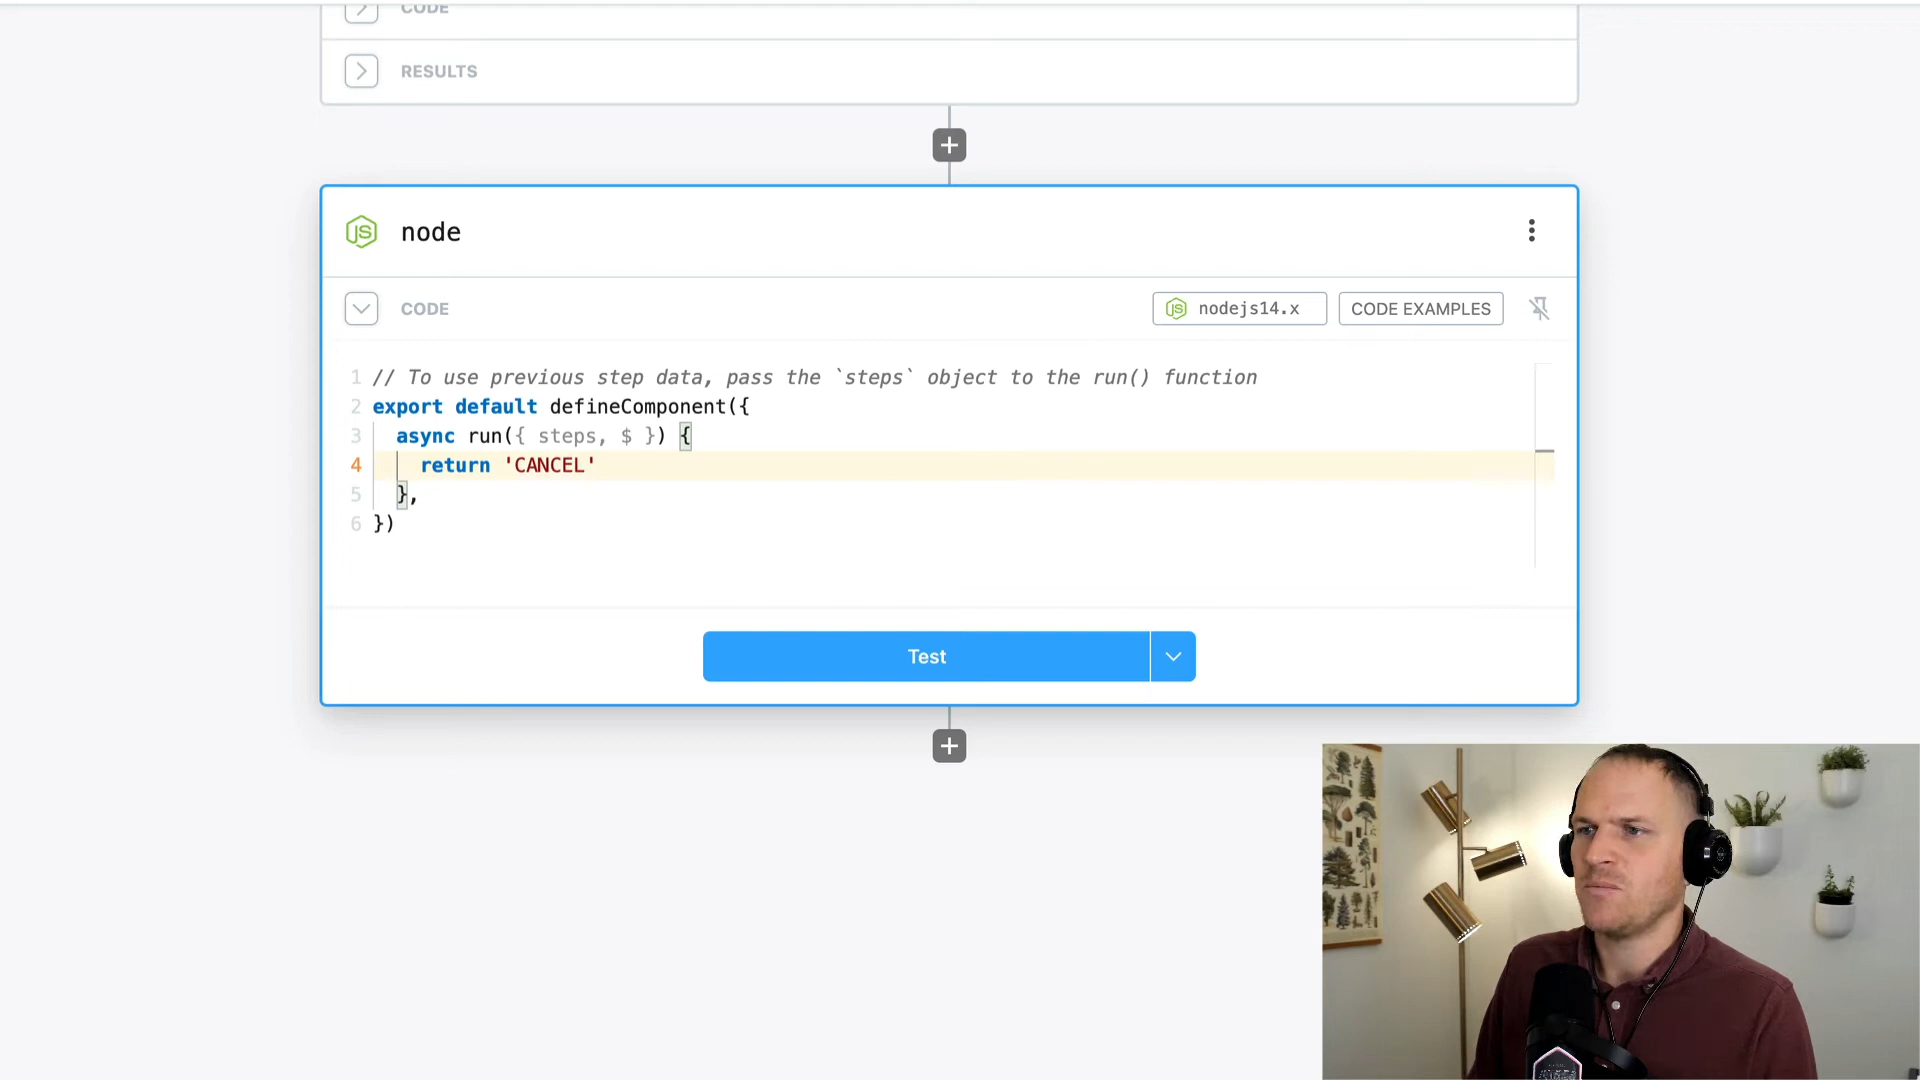 CODE
RESULTS
node
CODE
nodejs14.x
CODE EXAMPLES
1 // To use previous step data, pass the `steps` object to the run() function
2 export default defineComponent({
3 async run({ steps, $ }) {
4 return 'CANCEL'
5 },
6 })
Test